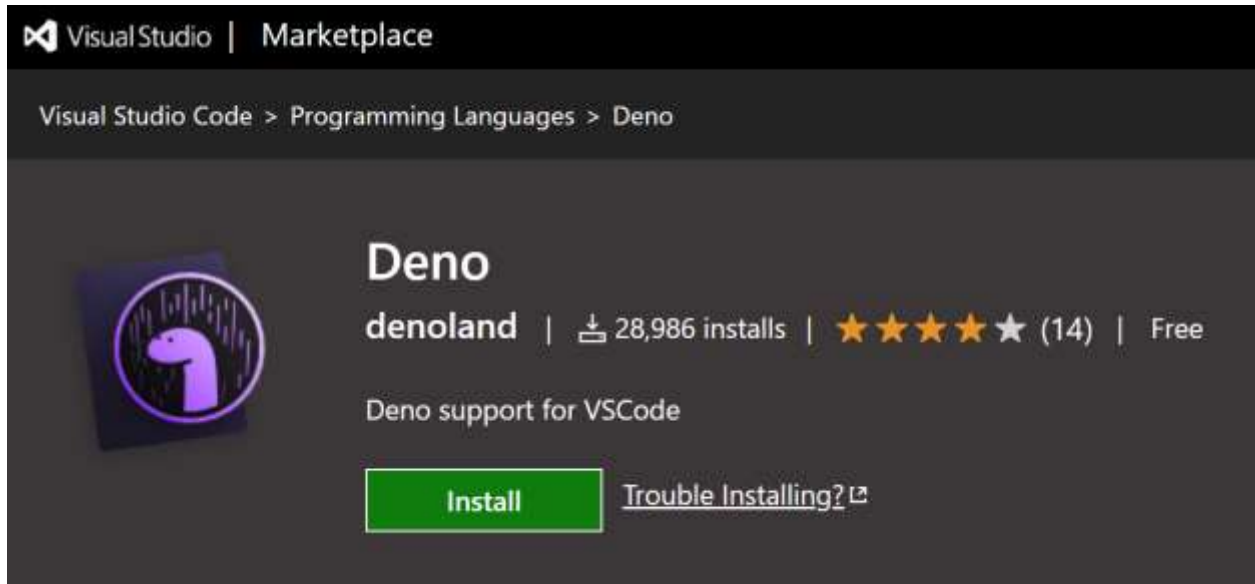 Visual Studio | Marketplace
Visual Studio Code > Programming Languages > Deno
Deno
denoland | 28,986 installs | (14) | Free
Deno support for VSCode
Install Trouble Installing?